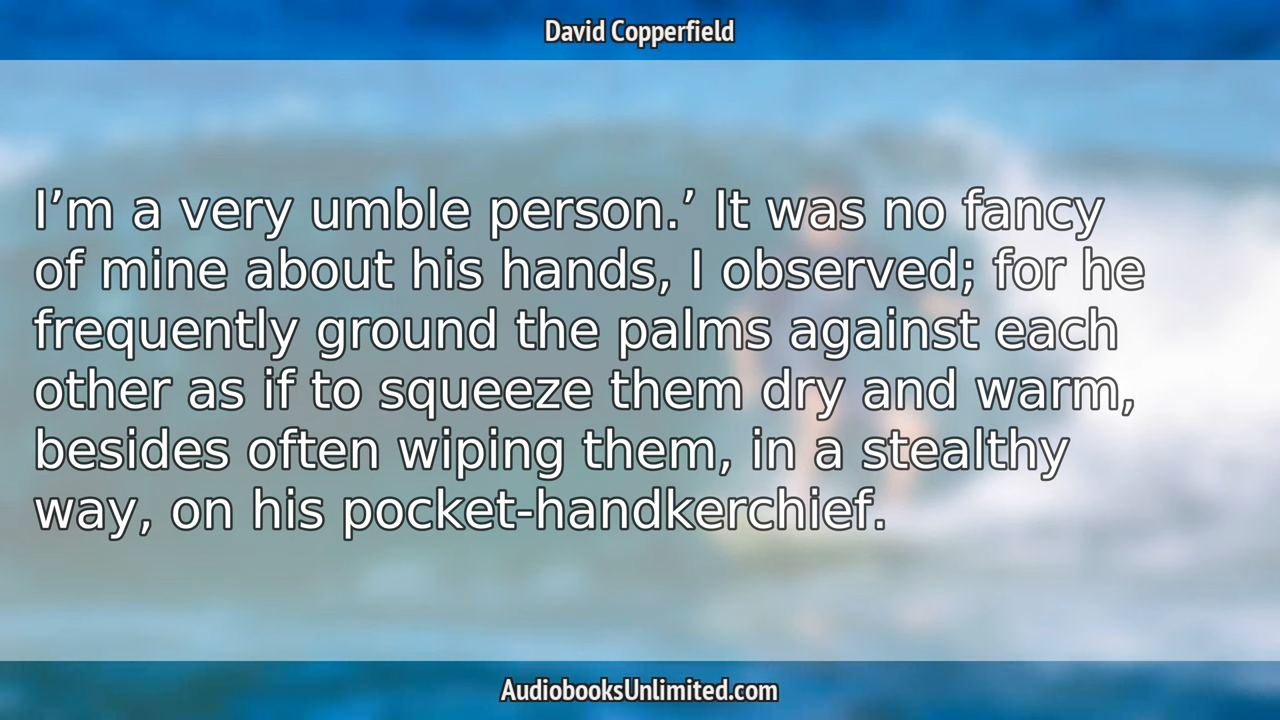 David Copperfield
I’m a very umble person.’ It was no fancy
of mine about his hands, I observed; for he
frequently ground the palms against each
other as if to squeeze them dry and warm,
besides often wiping them, in a stealthy
way, on his pocket-handkerchief.
AudiobooksUnlimited.com